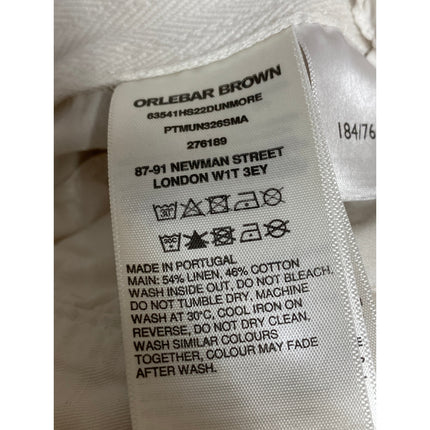 ORLEBAR BROWN
63541HS22DUNMORE
PTMUN326SMA
276189
87-91 NEWMAN STREET
LONDON W1T 3EY
184/76
MADE IN PORTUGAL
MAIN: 54% LINEN, 46% COTTON
WASH INSIDE OUT, DO NOT BLEACH.
DO NOT TUMBLE DRY, MACHINE
WASH AT 30°C, COOL IRON ON
REVERSE, DO NOT DRY CLEAN.
WASH SIMILAR COLOURS
TOGETHER, COLOUR MAY FADE
AFTER WASH.